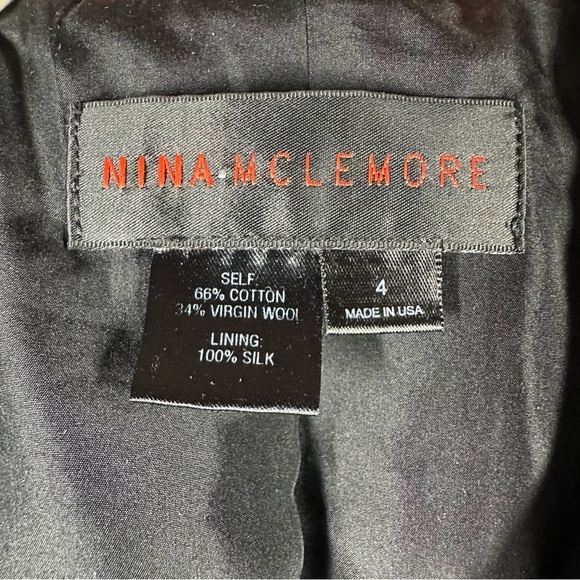 NINA MCLEMORE
SELF:
66% COTTON
34% VIRGIN WOOL
LINING:
100% SILK
4
MADE IN USA